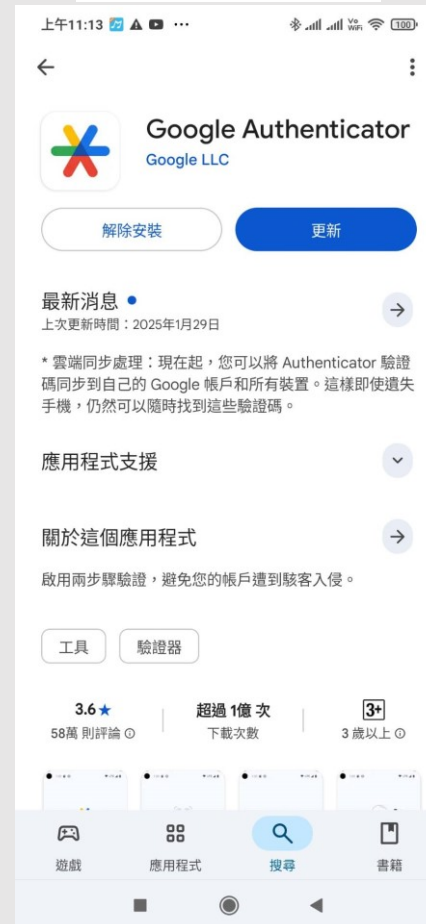 上午11:13 ...
Vo WiFi 100
Google Authenticator
Google LLC
解除安裝
更新
最新消息
上次更新時間：2025年1月29日
* 雲端同步處理：現在起，您可以將 Authenticator 驗證
碼同步到自己的 Google 帳戶和所有裝置。這樣即使遺失
手機，仍然可以隨時找到這些驗證碼。
應用程式支援
關於這個應用程式
啟用兩步驟驗證，避免您的帳戶遭到駭客入侵。
工具
驗證器
3.6★
58萬 則評論
超過 1億 次
下載次數
3+
3 歲以上
遊戲
應用程式
搜尋
書籍